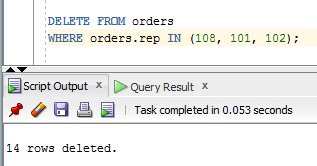 DELETE FROM orders
WHERE orders.rep IN (108, 101, 102);
Script Output x Query Result x
Task completed in 0.053 seconds
14 rows deleted.